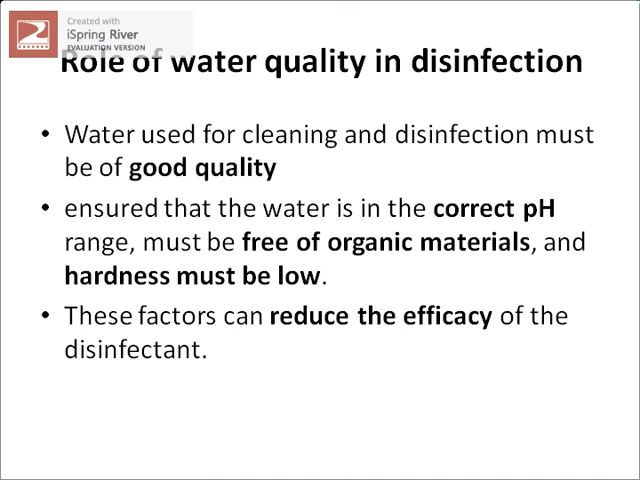 Created with
iSpring River
EVALUATION VERSION
Role of water quality in disinfection
• Water used for cleaning and disinfection must
be of good quality
• ensured that the water is in the correct pH
range, must be free of organic materials, and
hardness must be low.
• These factors can reduce the efficacy of the
disinfectant.